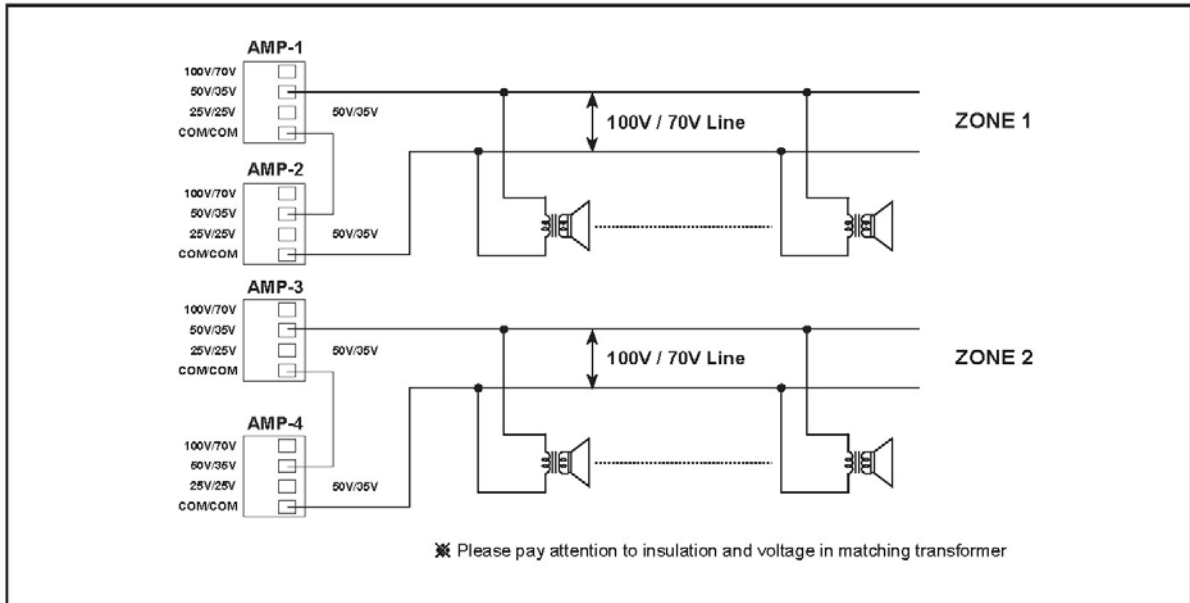 AMP-1
100V/70V
50V/35V
25V/25V
50V/35V
COM/COM
100V / 70V Line
ZONE 1
AMP-2
100V/70V
50V/35V
25V/25V
50V/35V
COM/COM
AMP-3
100V/70V
50V/35V
25V/25V
50V/35V
COM/COM
100V / 70V Line
ZONE 2
AMP-4
100V/70V
50V/35V
25V/25V
50V/35V
COM/COM
※ Please pay attention to insulation and voltage in matching transformer